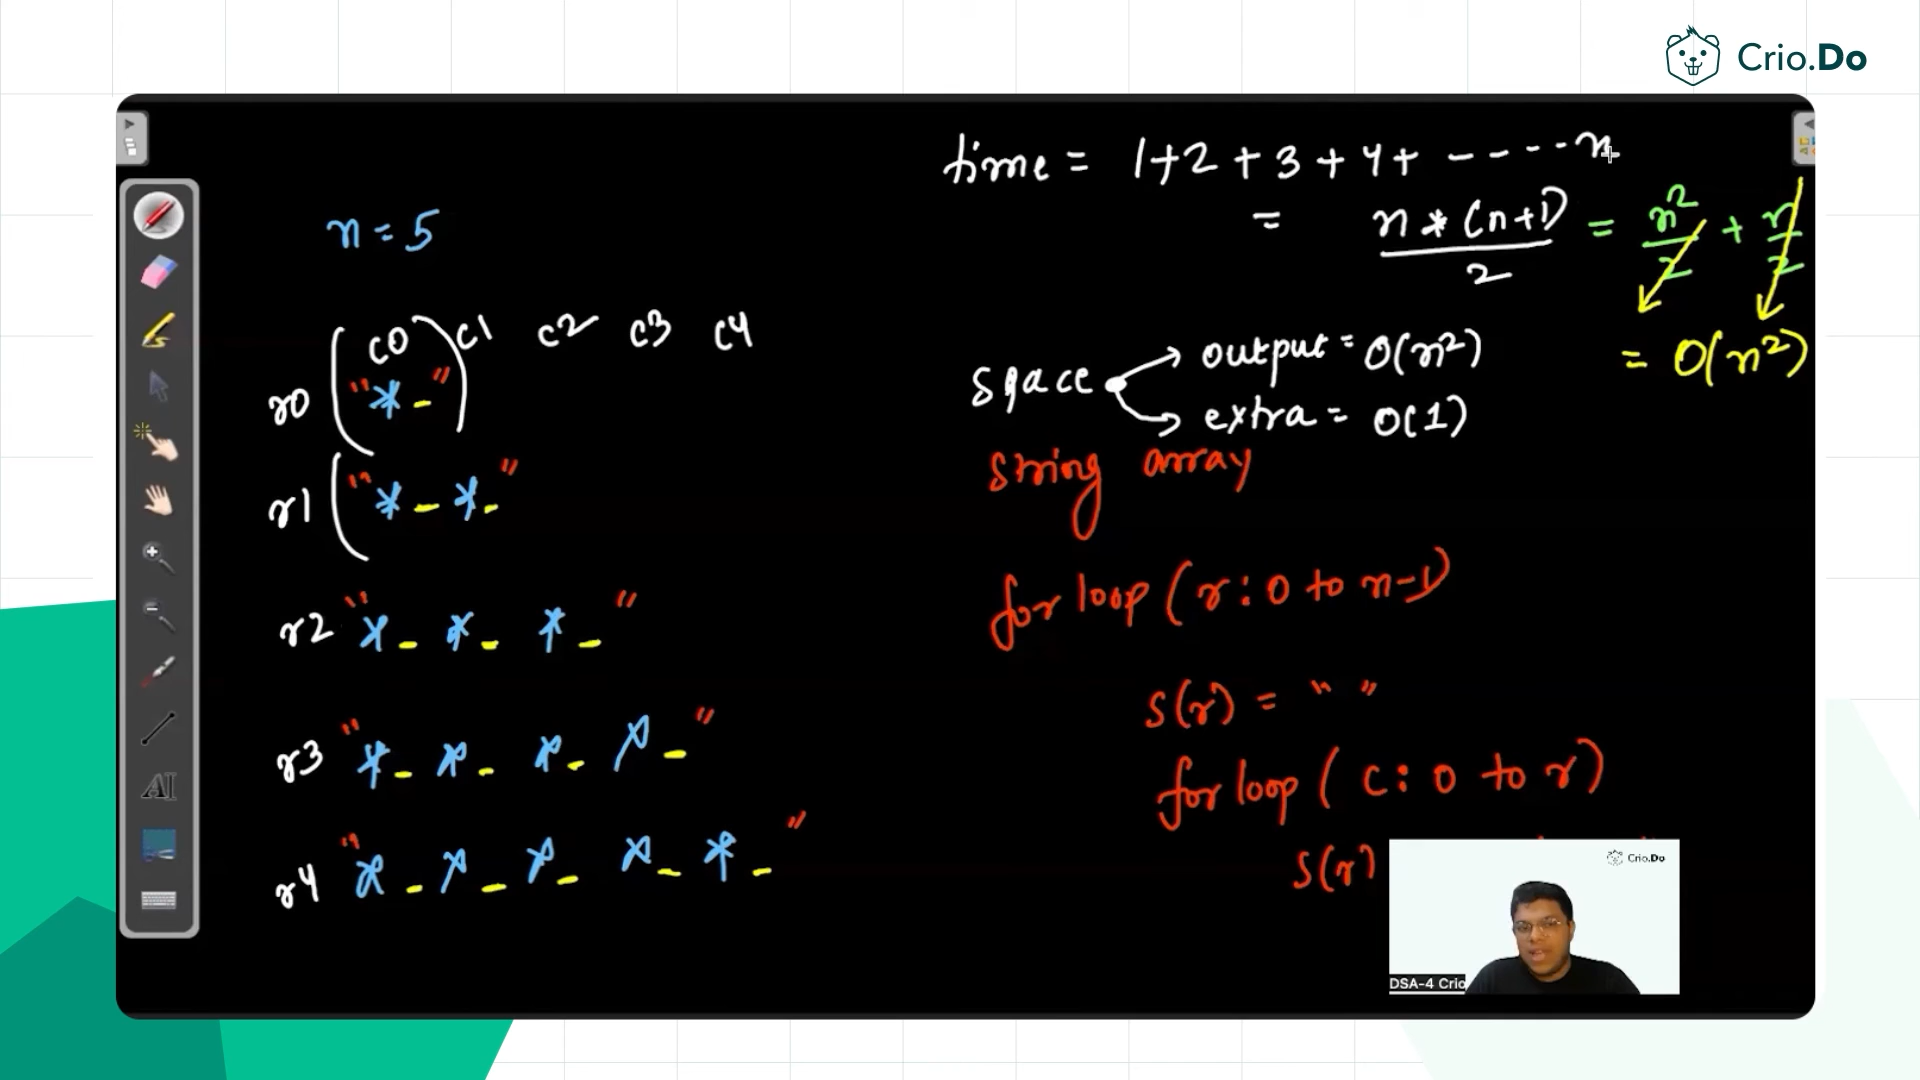 Crio.Do
time = 1+2+3+4+ - - - - - n
= n * (n+1) / 2 = n²/2 + n/2
= O(n²)
n = 5
c0 c1 c2 c3 c4
r0 "*_"
r1 "*_*_"
r2 "*_*_*_"
r3 "*_*_*_*_"
r4 "*_*_*_*_*_"
space
output = O(n²)
extra = O(1)
string array
for loop (r : 0 to n-1)
s(r) = " "
for loop ( c : 0 to r)
s(r)
AI
Crio.Do
DSA-4 Crio